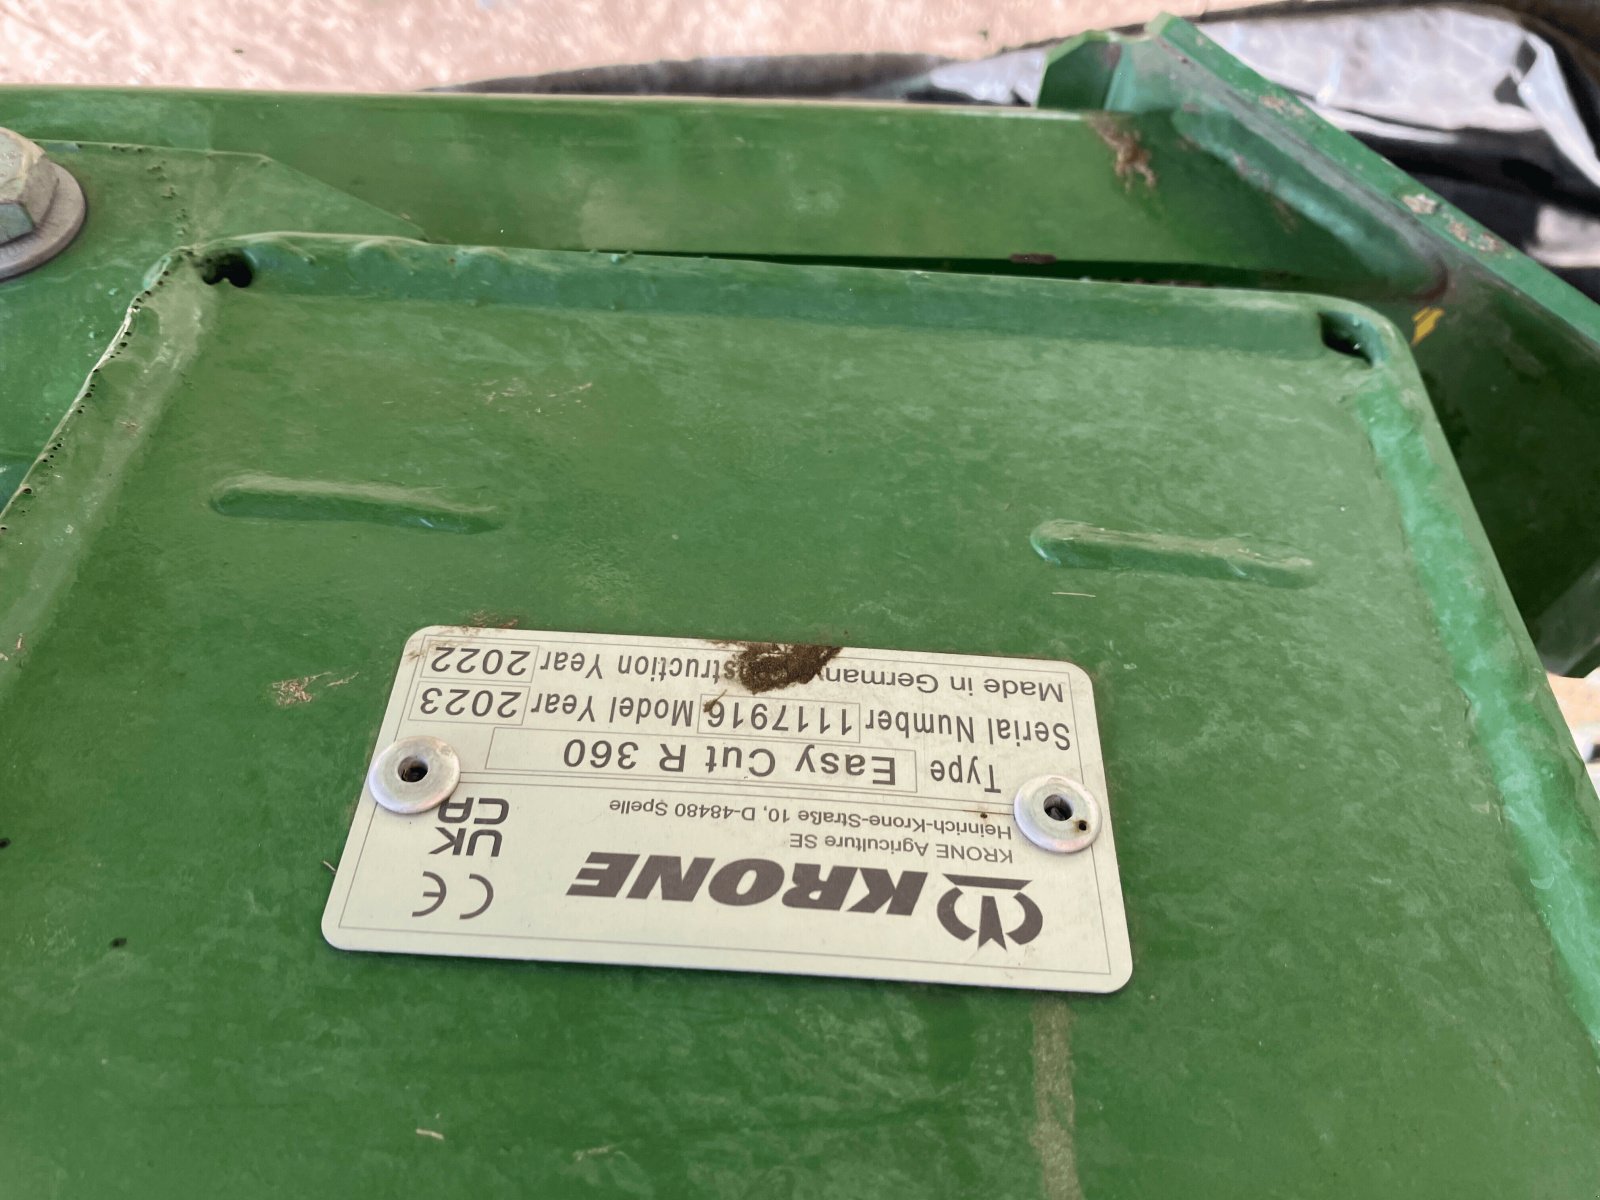 KRONE
CE
KRONE Agriculture SE
UK
CA
Heinrich-Krone-Straße 10, D-48480 Spelle
Type Easy Cut R 360
Serial Number 1117916 Model Year 2023
Made in Germany Year 2022